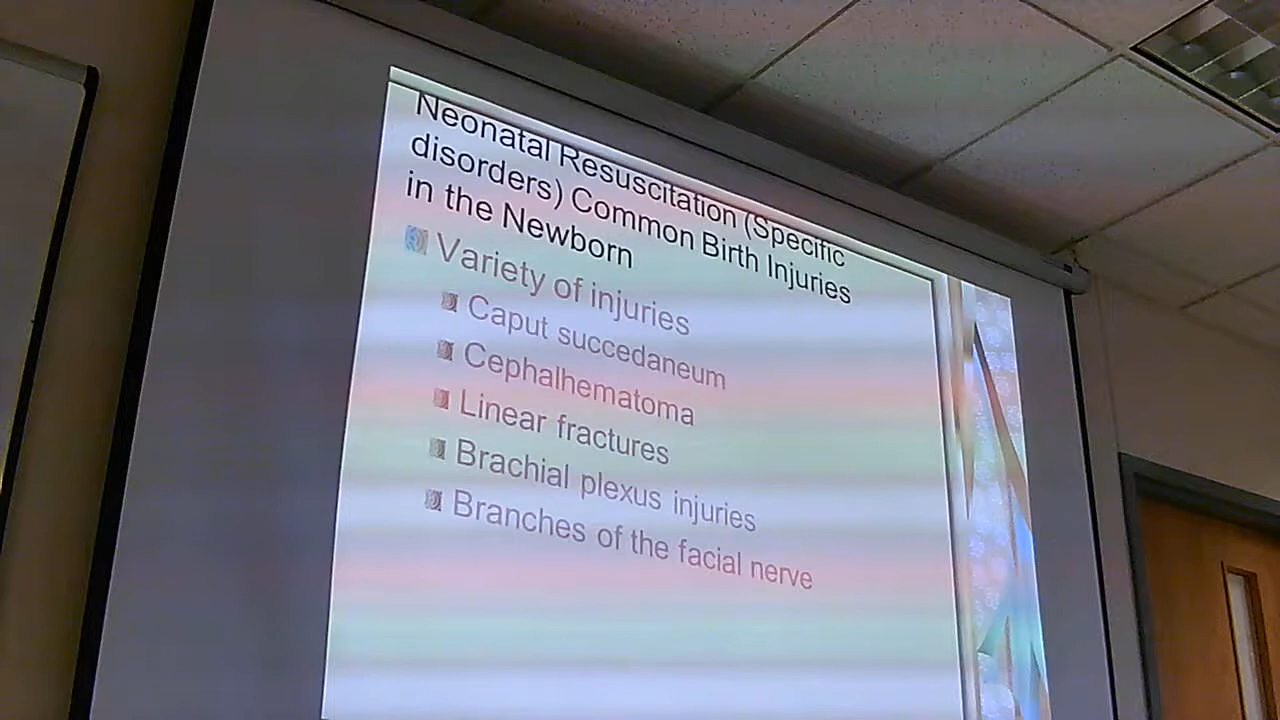 Neonatal Resuscitation (Specific
disorders) Common Birth Injuries
in the Newborn
Variety of injuries
Caput succedaneum
Cephalhematoma
Linear fractures
Brachial plexus injuries
Branches of the facial nerve